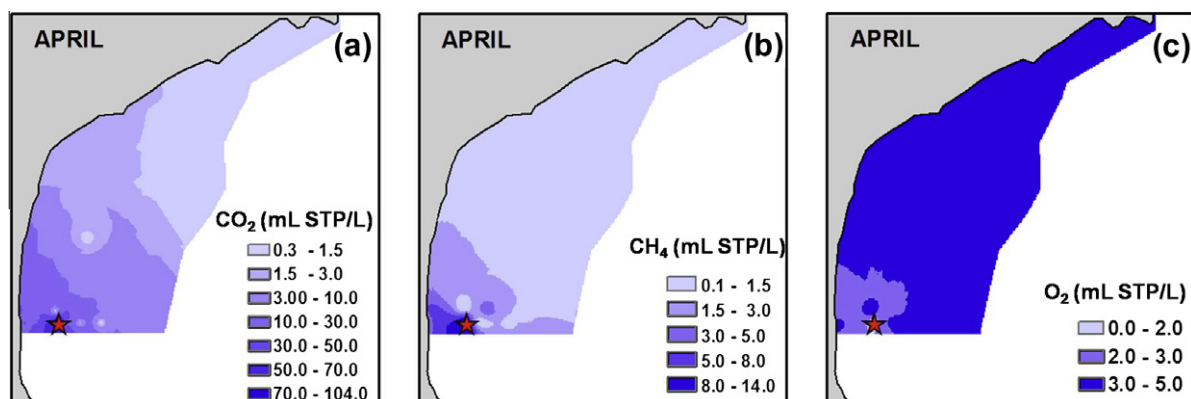 APRIL
(a)
CO₂ (mL STP/L)
0.3 - 1.5
1.5 - 3.0
3.00 - 10.0
10.0 - 30.0
30.0 - 50.0
50.0 - 70.0
70.0 - 104.0
APRIL
(b)
CH₄ (mL STP/L)
0.1 - 1.5
1.5 - 3.0
3.0 - 5.0
5.0 - 8.0
8.0 - 14.0
APRIL
(c)
O₂ (mL STP/L)
0.0 - 2.0
2.0 - 3.0
3.0 - 5.0